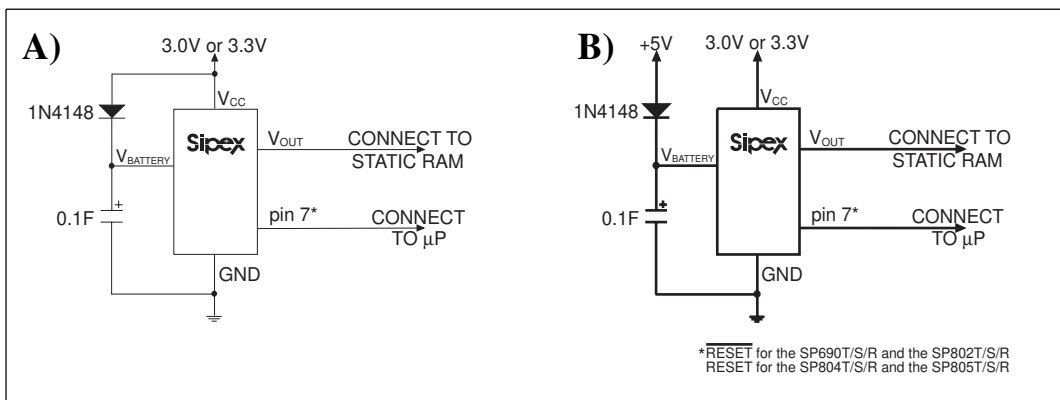 A)
3.0V or 3.3V
1N4148
VCC
Sipex
VOUT
CONNECT TO
STATIC RAM
VBATTERY
+
0.1F
pin 7*
CONNECT
TO µP
GND
B)
+5V
3.0V or 3.3V
1N4148
VCC
Sipex
VOUT
CONNECT TO
STATIC RAM
VBATTERY
+
0.1F
pin 7*
CONNECT
TO µP
GND
*RESET for the SP690T/S/R and the SP802T/S/R
RESET for the SP804T/S/R and the SP805T/S/R